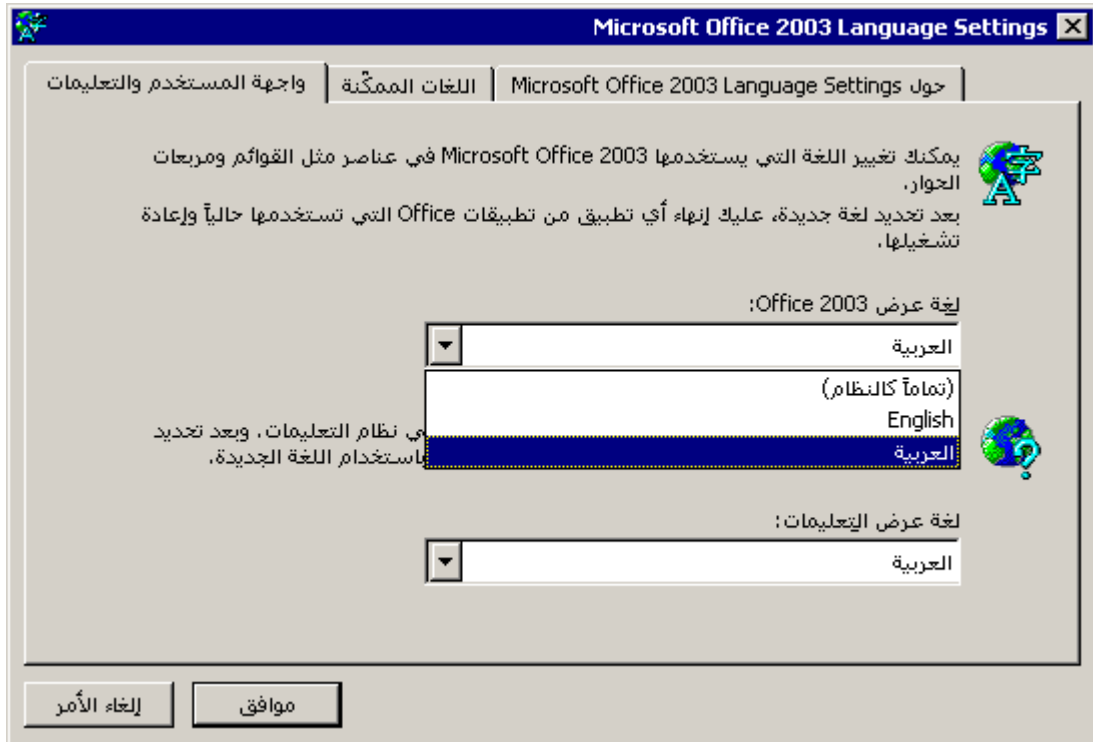 Microsoft Office 2003 Language Settings
حول Microsoft Office 2003 Language Settings
اللغات الممكّنة
واجهة المستخدم والتعليمات
يمكنك تغيير اللغة التي يستخدمها Microsoft Office 2003 في عناصر مثل القوائم ومربعات
الحوار.
بعد تحديد لغة جديدة، عليك إنهاء أي تطبيق من تطبيقات Office التي تستخدمها حالياً وإعادة
تشغيلها.
لغة عرض Office 2003:
العربية
(تماماً كالنظام)
English
العربية
نظام التعليمات. وبعد تحديد
باستخدام اللغة الجديدة.
لغة عرض التعليمات:
العربية
موافق
إلغاء الأمر